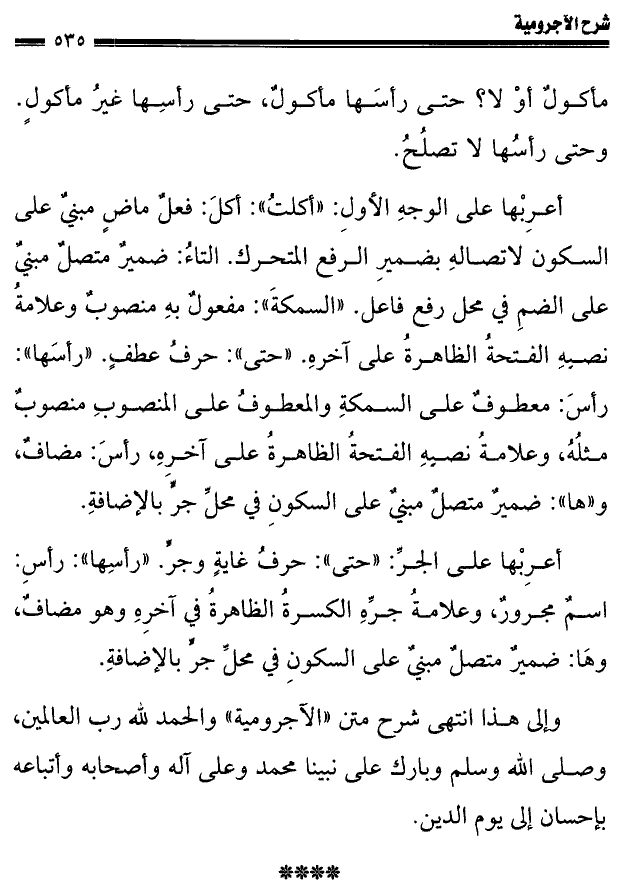 شرح الآجرومية
٥٣٥
مأكولٌ أوْ لا؟ حتى رأسَها مأكولٌ، حتى رأسِها غيرُ مأكولٍ.
وحتى رأسُها لا تصلُحُ.
أعربْها على الوجهِ الأولِ: «أكلتُ»: أكلَ: فعلٌ ماضٍ مبنيٌ على
السكون لاتصالهِ بضميرِ الرفع المتحرك. التاءُ: ضميرٌ متصلٌ مبنيٌ
على الضمِ في محل رفع فاعل. «السمكةَ»: مفعولٌ بهِ منصوبٌ وعلامةُ
نصبهِ الفتحةُ الظاهرةُ على آخرهِ. «حتى»: حرفُ عطفٍ. «رأسَها»:
رأسَ: معطوفٌ على السمكةِ والمعطوفُ على المنصوبِ منصوبٌ
مثلُهُ، وعلامةُ نصبهِ الفتحةُ الظاهرةُ على آخرِهِ، رأسَ: مضافٌ،
و«ها»: ضميرٌ متصلٌ مبنيٌ على السكونِ في محلِّ جرٍّ بالإضافةِ.
أعربْها على الجرِّ: «حتى»: حرفُ غايةٍ وجرٍّ. «رأسِها»: رأسِ:
اسمٌ مجرورٌ، وعلامةُ جرِّهِ الكسرةُ الظاهرةُ في آخرهِ وهو مضافٌ،
وهَا: ضميرٌ متصلٌ مبنيٌ على السكونِ في محلِّ جرٍّ بالإضافةِ.
وإلى هذا انتهى شرح متن «الآجرومية» والحمد لله رب العالمين،
وصلى الله وسلم وبارك على نبينا محمد وعلى آله وأصحابه وأتباعه
بإحسان إلى يوم الدين.
****